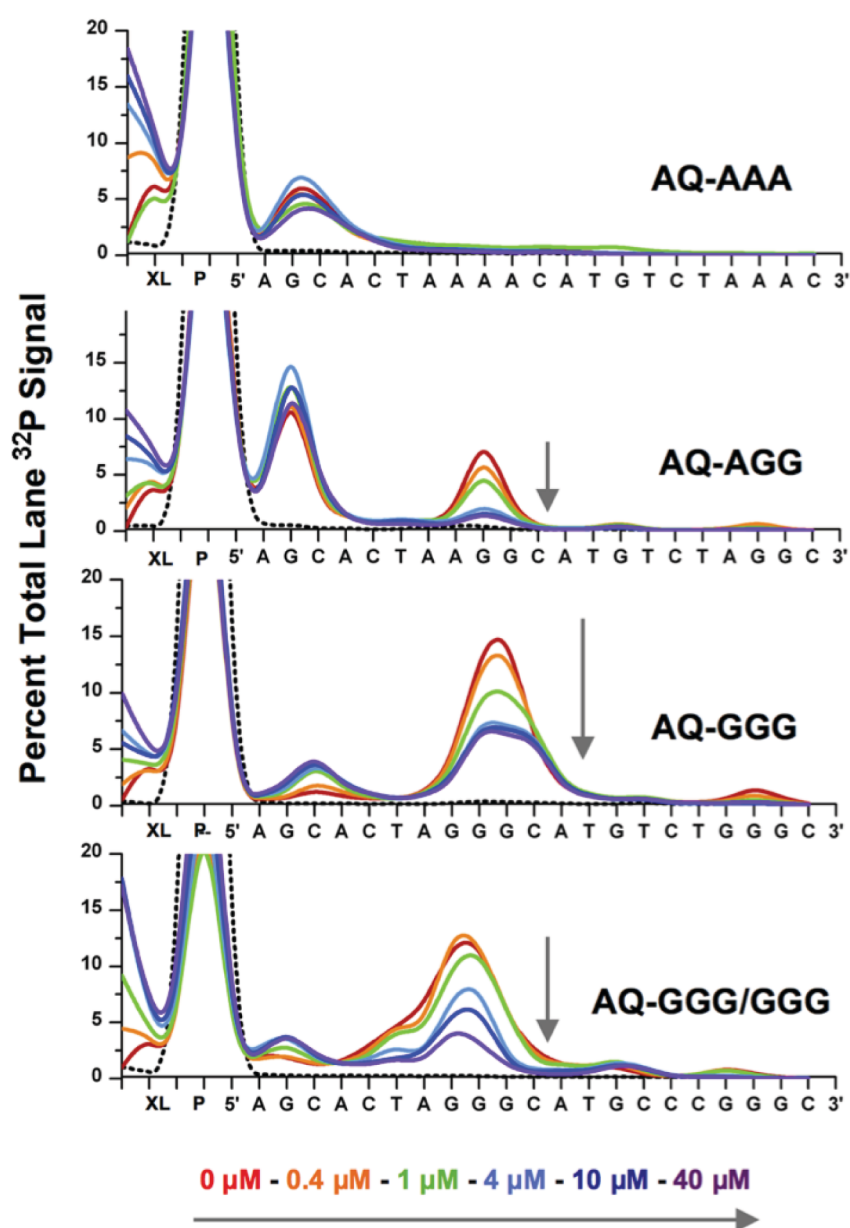 Percent Total Lane ³²P Signal
20
15
10
5
0
AQ-AAA
XL P 5' A G C A C T A A A A C A T G T C T A A A C 3'
15
10
5
0
AQ-AGG
XL P 5' A G C A C T A A G G C A T G T C T A G G C 3'
20
15
10
5
0
AQ-GGG
XL P- 5' A G C A C T A G G G C A T G T C T G G G C 3'
20
15
10
5
0
AQ-GGG/GGG
XL P 5' A G C A C T A G G G C A T G C C C G G G C 3'
0 µM - 0.4 µM - 1 µM - 4 µM - 10 µM - 40 µM